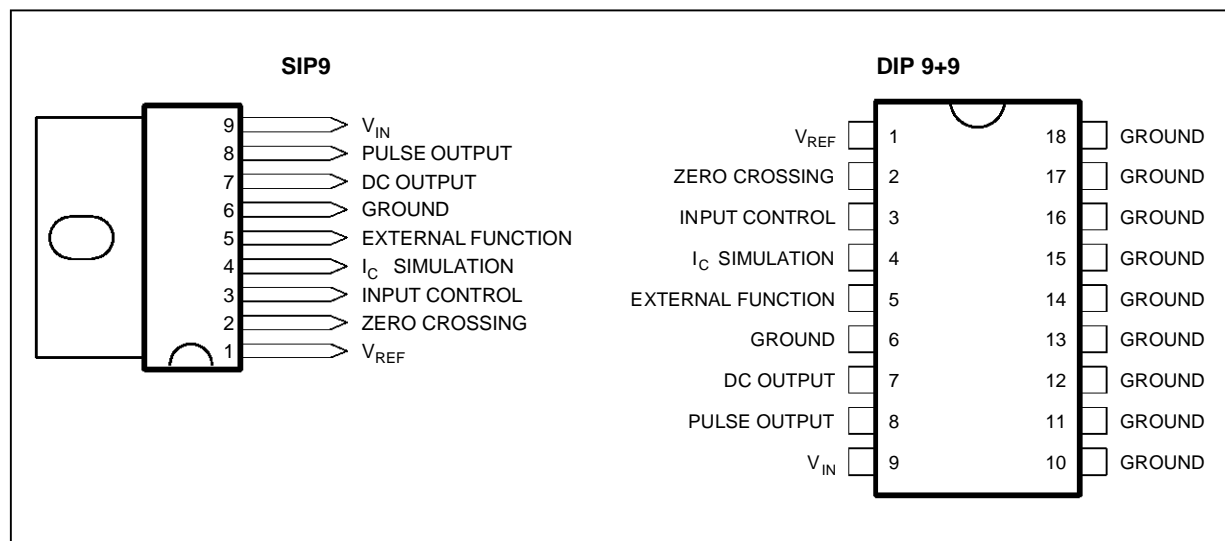 SIP9
9 V_IN
8 PULSE OUTPUT
7 DC OUTPUT
6 GROUND
5 EXTERNAL FUNCTION
4 I_C SIMULATION
3 INPUT CONTROL
2 ZERO CROSSING
1 V_REF
DIP 9+9
V_REF 1 18 GROUND
ZERO CROSSING 2 17 GROUND
INPUT CONTROL 3 16 GROUND
I_C SIMULATION 4 15 GROUND
EXTERNAL FUNCTION 5 14 GROUND
GROUND 6 13 GROUND
DC OUTPUT 7 12 GROUND
PULSE OUTPUT 8 11 GROUND
V_IN 9 10 GROUND